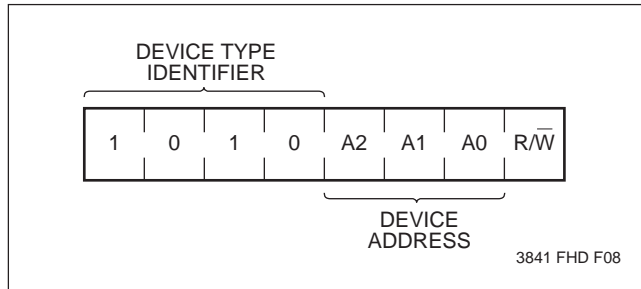 DEVICE TYPE
IDENTIFIER
1 0 1 0 A2 A1 A0 R/W̅
DEVICE
ADDRESS
3841 FHD F08